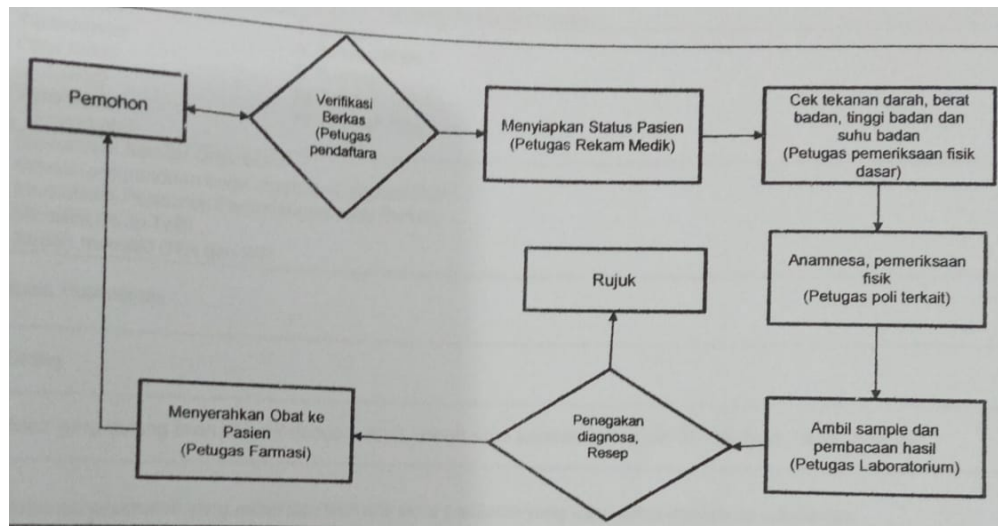 Pemohon
Verifikasi
Berkas
(Petugas
pendaftara
Menyiapkan Status Pasien
(Petugas Rekam Medik)
Cek tekanan darah, berat
badan, tinggi badan dan
suhu badan
(Petugas pemeriksaan fisik
dasar)
Anamnesa, pemeriksaan
fisik
(Petugas poli terkait)
Ambil sample dan
pembacaan hasil
(Petugas Laboratorium)
Penegakan
diagnosa,
Resep
Rujuk
Menyerahkan Obat ke
Pasien
(Petugas Farmasi)